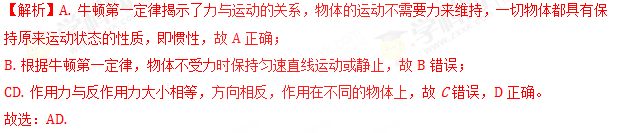 【解析】A. 牛顿第一定律揭示了力与运动的关系，物体的运动不需要力来维持，一切物体都具有保
持原来运动状态的性质，即惯性，故 A 正确；
B. 根据牛顿第一定律，物体不受力时保持匀速直线运动或静止，故 B 错误；
CD. 作用力与反作用力大小相等，方向相反，作用在不同的物体上，故 C 错误，D 正确。
故选：AD.